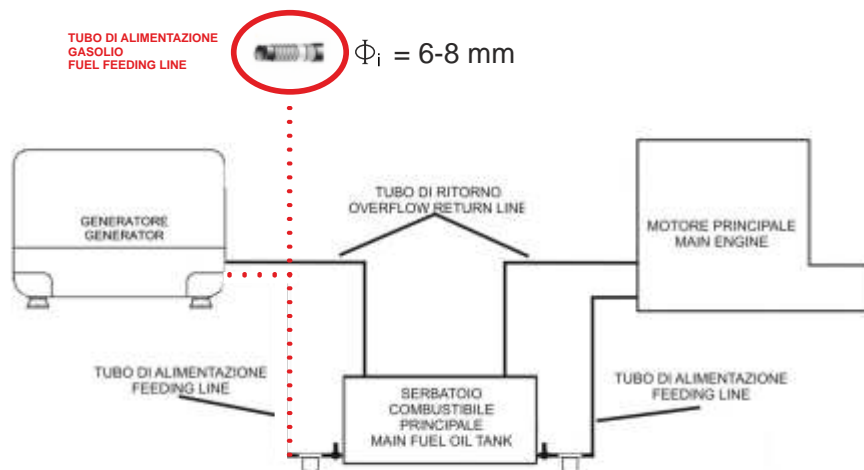 TUBO DI ALIMENTAZIONE
GASOLIO
FUEL FEEDING LINE
Φi = 6-8 mm
TUBO DI RITORNO
OVERFLOW RETURN LINE
GENERATORE
GENERATOR
MOTORE PRINCIPALE
MAIN ENGINE
TUBO DI ALIMENTAZIONE
FEEDING LINE
SERBATOIO
COMBUSTIBILE
PRINCIPALE
MAIN FUEL OIL TANK
TUBO DI ALIMENTAZIONE
FEEDING LINE